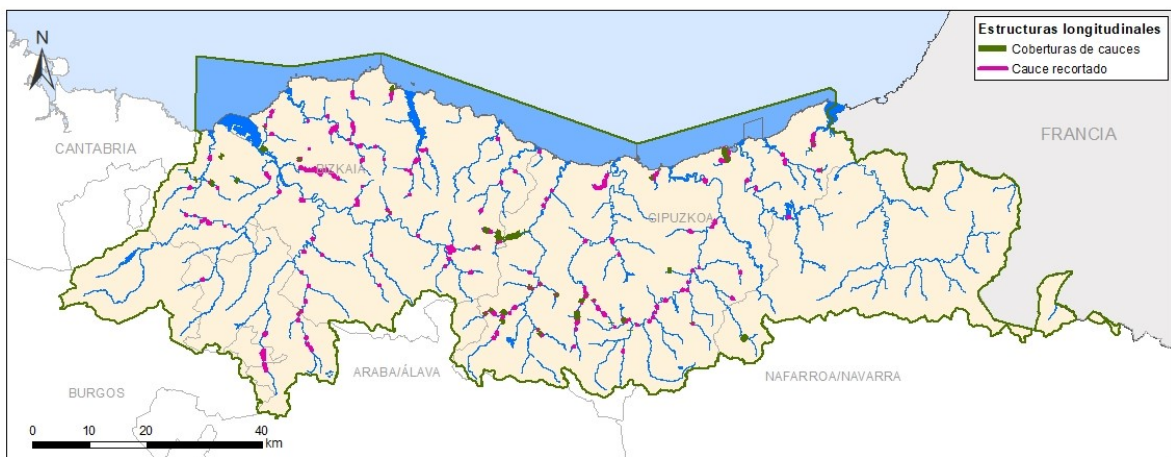 N
Estructuras longitudinales
Coberturas de cauces
Cauce recortado
FRANCIA
CANTABRIA
BIZKAIA
GIPUZKOA
ARABA/ÁLAVA
NAFARROA/NAVARRA
BURGOS
0 10 20 40
km